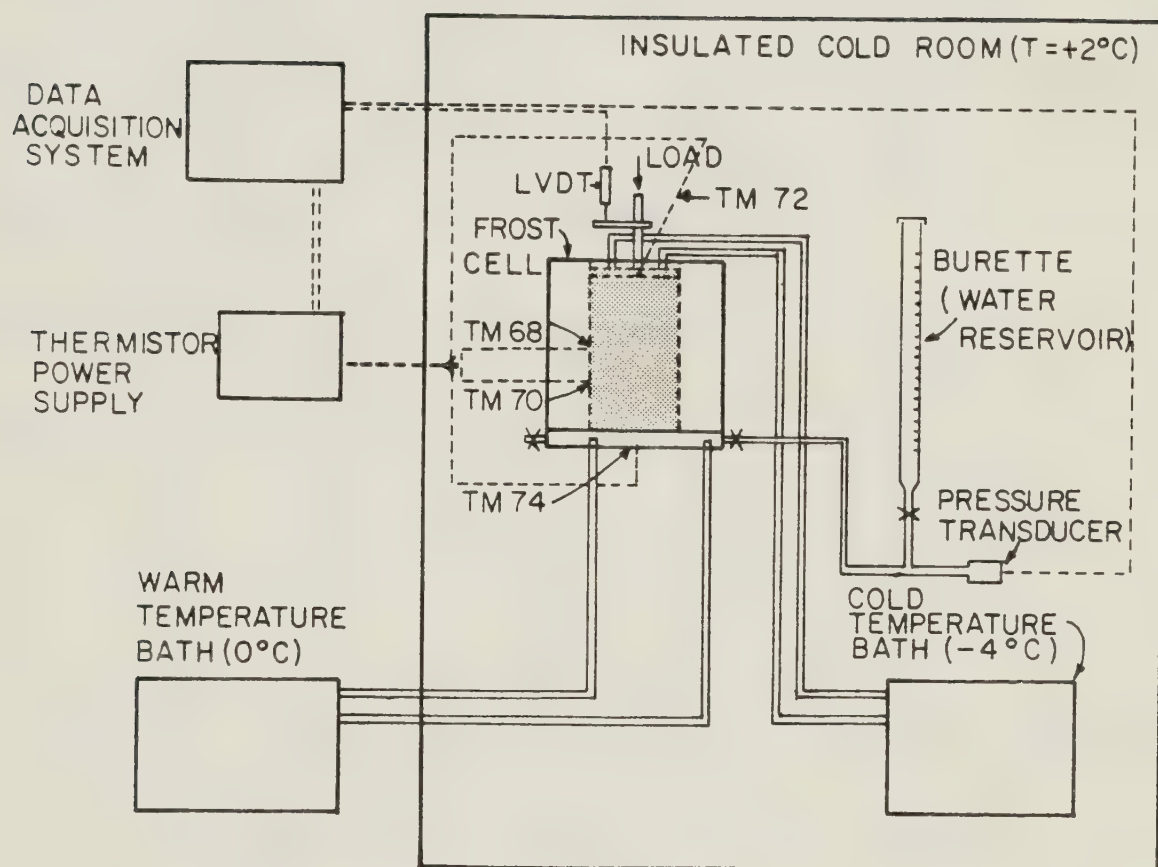 INSULATED COLD ROOM (T=+2°C)
DATA
ACQUISITION
SYSTEM
LOAD
LVDT
TM 72
FROST
CELL
BURETTE
(WATER
RESERVOIR)
TM 68
THERMISTOR
POWER
SUPPLY
TM 70
TM 74
PRESSURE
TRANSDUCER
WARM
TEMPERATURE
BATH (0°C)
COLD
TEMPERATURE
BATH (-4°C)